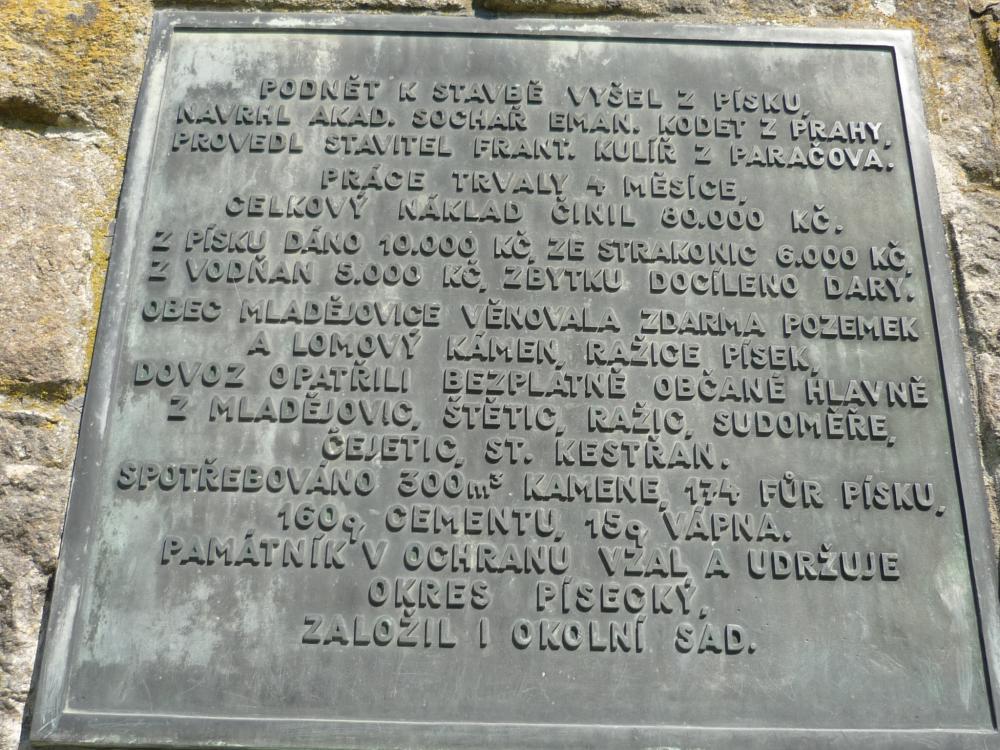 PODNĚT K STAVBĚ VYŠEL Z PÍSKU,
NAVRHL AKAD. SOCHAŘ EMAN. KODET Z PRAHY,
PROVEDL STAVITEL FRANT. KULÍŘ Z PARAČOVA.
PRÁCE TRVALY 4 MĚSÍCE,
CELKOVÝ NÁKLAD ČINIL 80.000 KČ.
Z PÍSKU DÁNO 10.000 KČ, ZE STRAKONIC 6.000 KČ,
Z VODŇAN 5.000 KČ, ZBYTKU DOCÍLENO DARY.
OBEC MLADĚJOVICE VĚNOVALA ZDARMA POZEMEK
A LOMOVÝ KÁMEN, RAŽICE PÍSEK,
DOVOZ OPATŘILI BEZPLATNĚ OBČANÉ HLAVNĚ
Z MLADĚJOVIC, ŠTĚTIC, RAŽIC, SUDOMĚŘE,
ČEJETIC, ST. KESTŘAN.
SPOTŘEBOVÁNO 300m³ KAMENE, 174 FŮR PÍSKU,
160q CEMENTU, 15q VÁPNA.
PAMÁTNÍK V OCHRANU VZAL A UDRŽUJE
OKRES PÍSECKÝ,
ZALOŽIL I OKOLNÍ SAD.